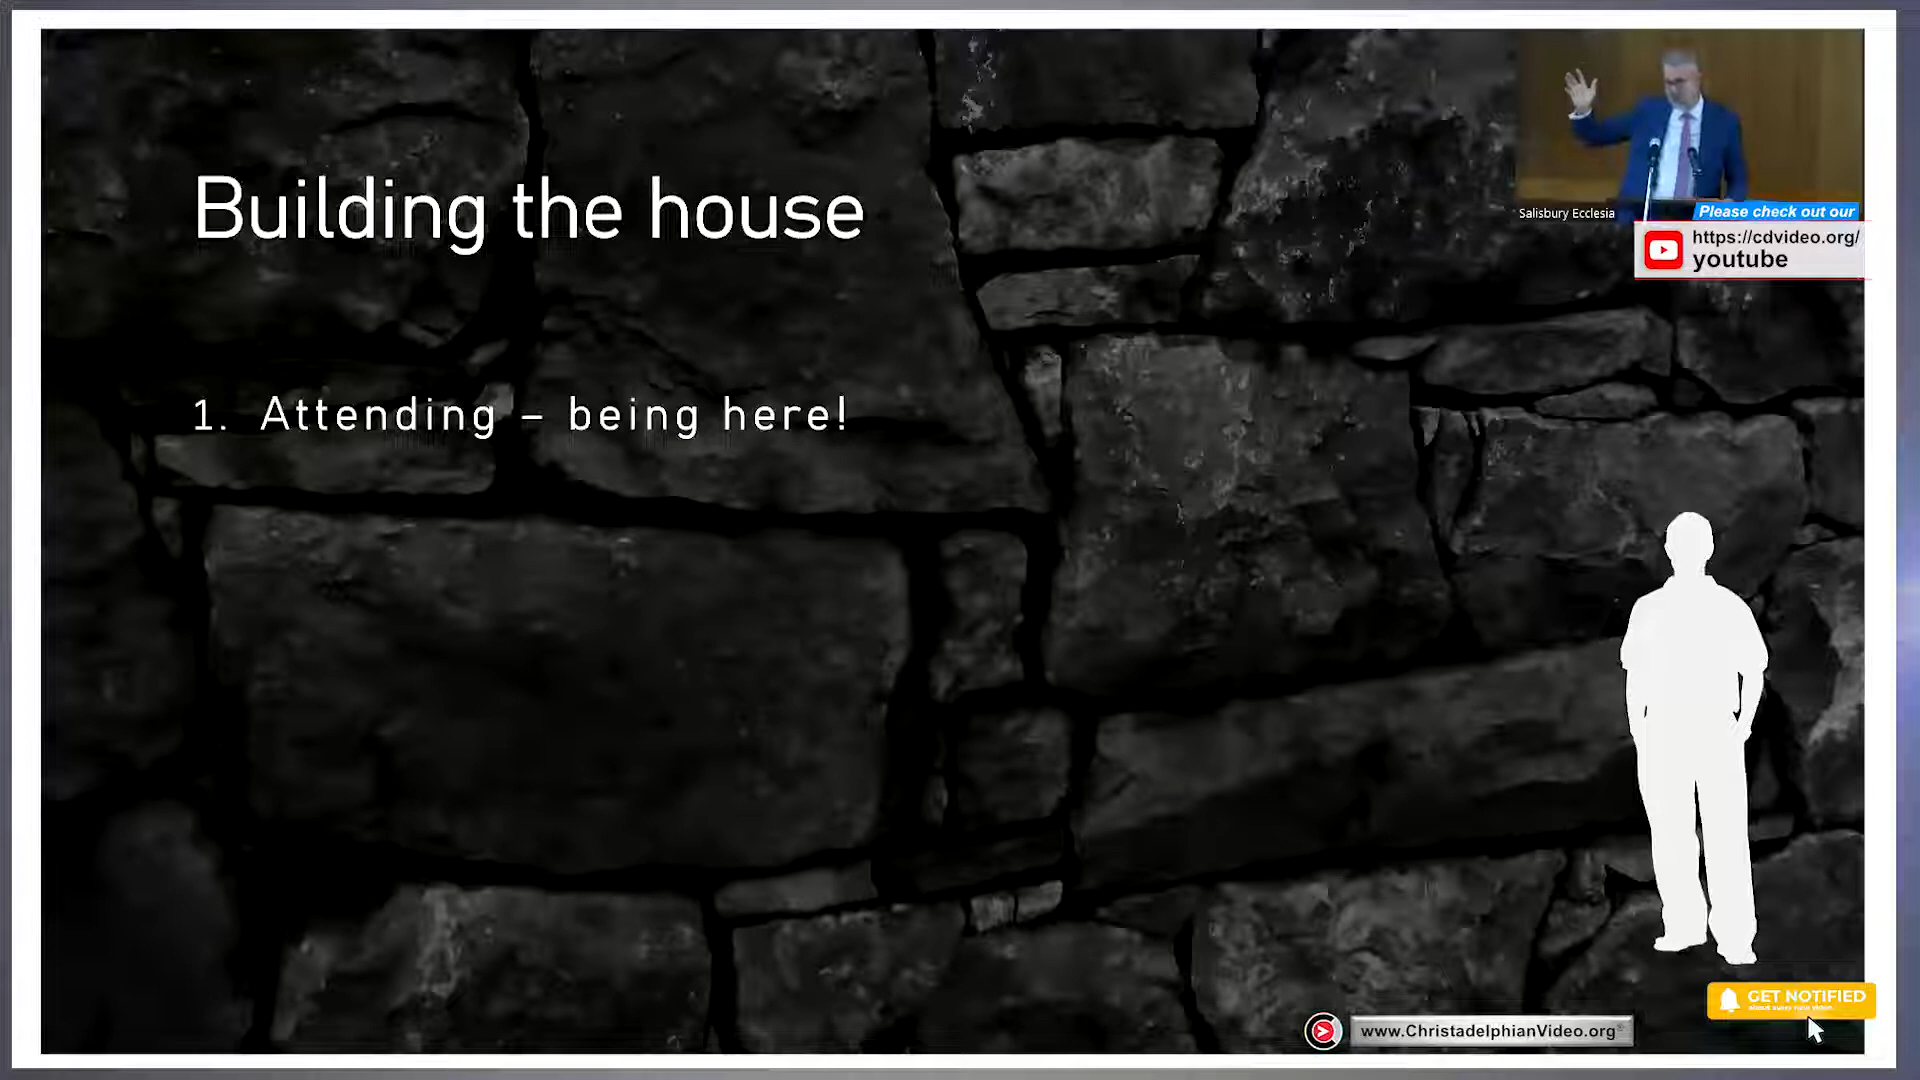 Building the house
1. Attending – being here!
Salisbury Ecclesia
Please check out our
https://cdvideo.org/
youtube
GET NOTIFIED
www.ChristadelphianVideo.org